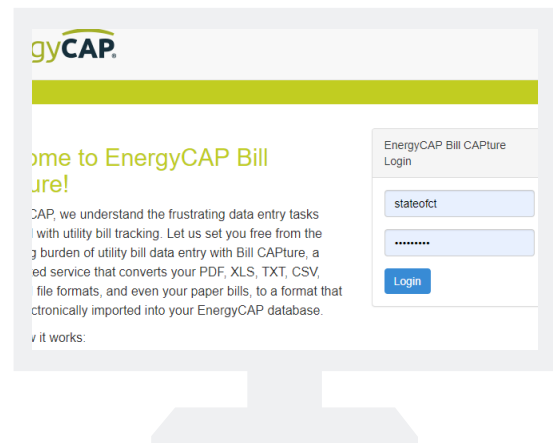 gyCAP.
ome to EnergyCAP Bill
ure!
CAP, we understand the frustrating data entry tasks
with utility bill tracking. Let us set you free from the
g burden of utility bill data entry with Bill CAPture, a
ed service that converts your PDF, XLS, TXT, CSV,
file formats, and even your paper bills, to a format that
ctronically imported into your EnergyCAP database.
w it works:
EnergyCAP Bill CAPture
Login
stateofct
•••••••••
Login